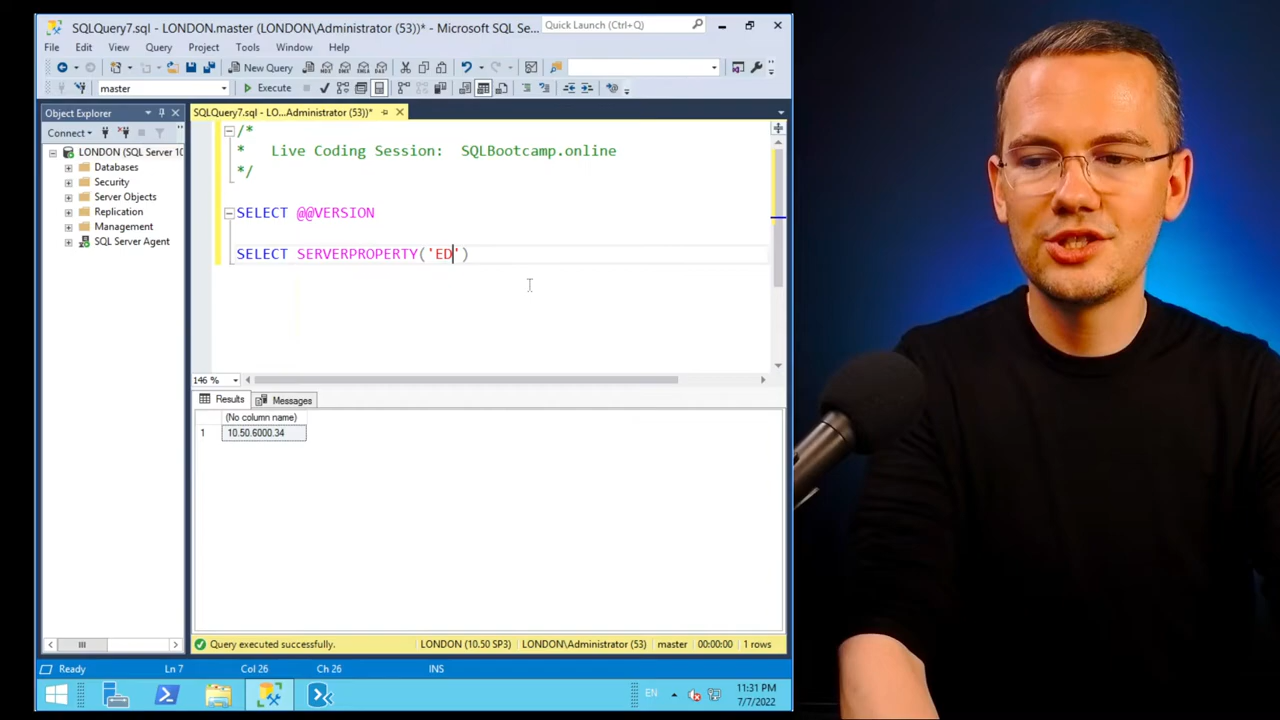 SQLQuery7.sql - LONDON.master (LONDON\Administrator (53))* - Microsoft SQL Se...
Quick Launch (Ctrl+Q)
File Edit View Query Project Tools Window Help
New Query
master
Execute
Object Explorer
SQLQuery7.sql - LO...Administrator (53))*
Connect
LONDON (SQL Server 10
Databases
Security
Server Objects
Replication
Management
SQL Server Agent
/*
* Live Coding Session: SQLBootcamp.online
*/
SELECT @@VERSION
SELECT SERVERPROPERTY('ED')
146 %
Results Messages
(No column name)
1 10.50.6000.34
Query executed successfully. LONDON (10.50 SP3) LONDON\Administrator (53) master 00:00:00 1 rows
Ready Ln 7 Col 26 Ch 26 INS
EN
11:31 PM
7/7/2022